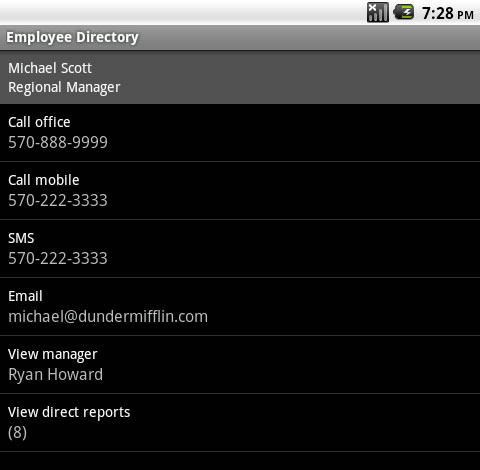 7:28 PM
Employee Directory
Michael Scott
Regional Manager
Call office
570-888-9999
Call mobile
570-222-3333
SMS
570-222-3333
Email
michael@dundermifflin.com
View manager
Ryan Howard
View direct reports
(8)